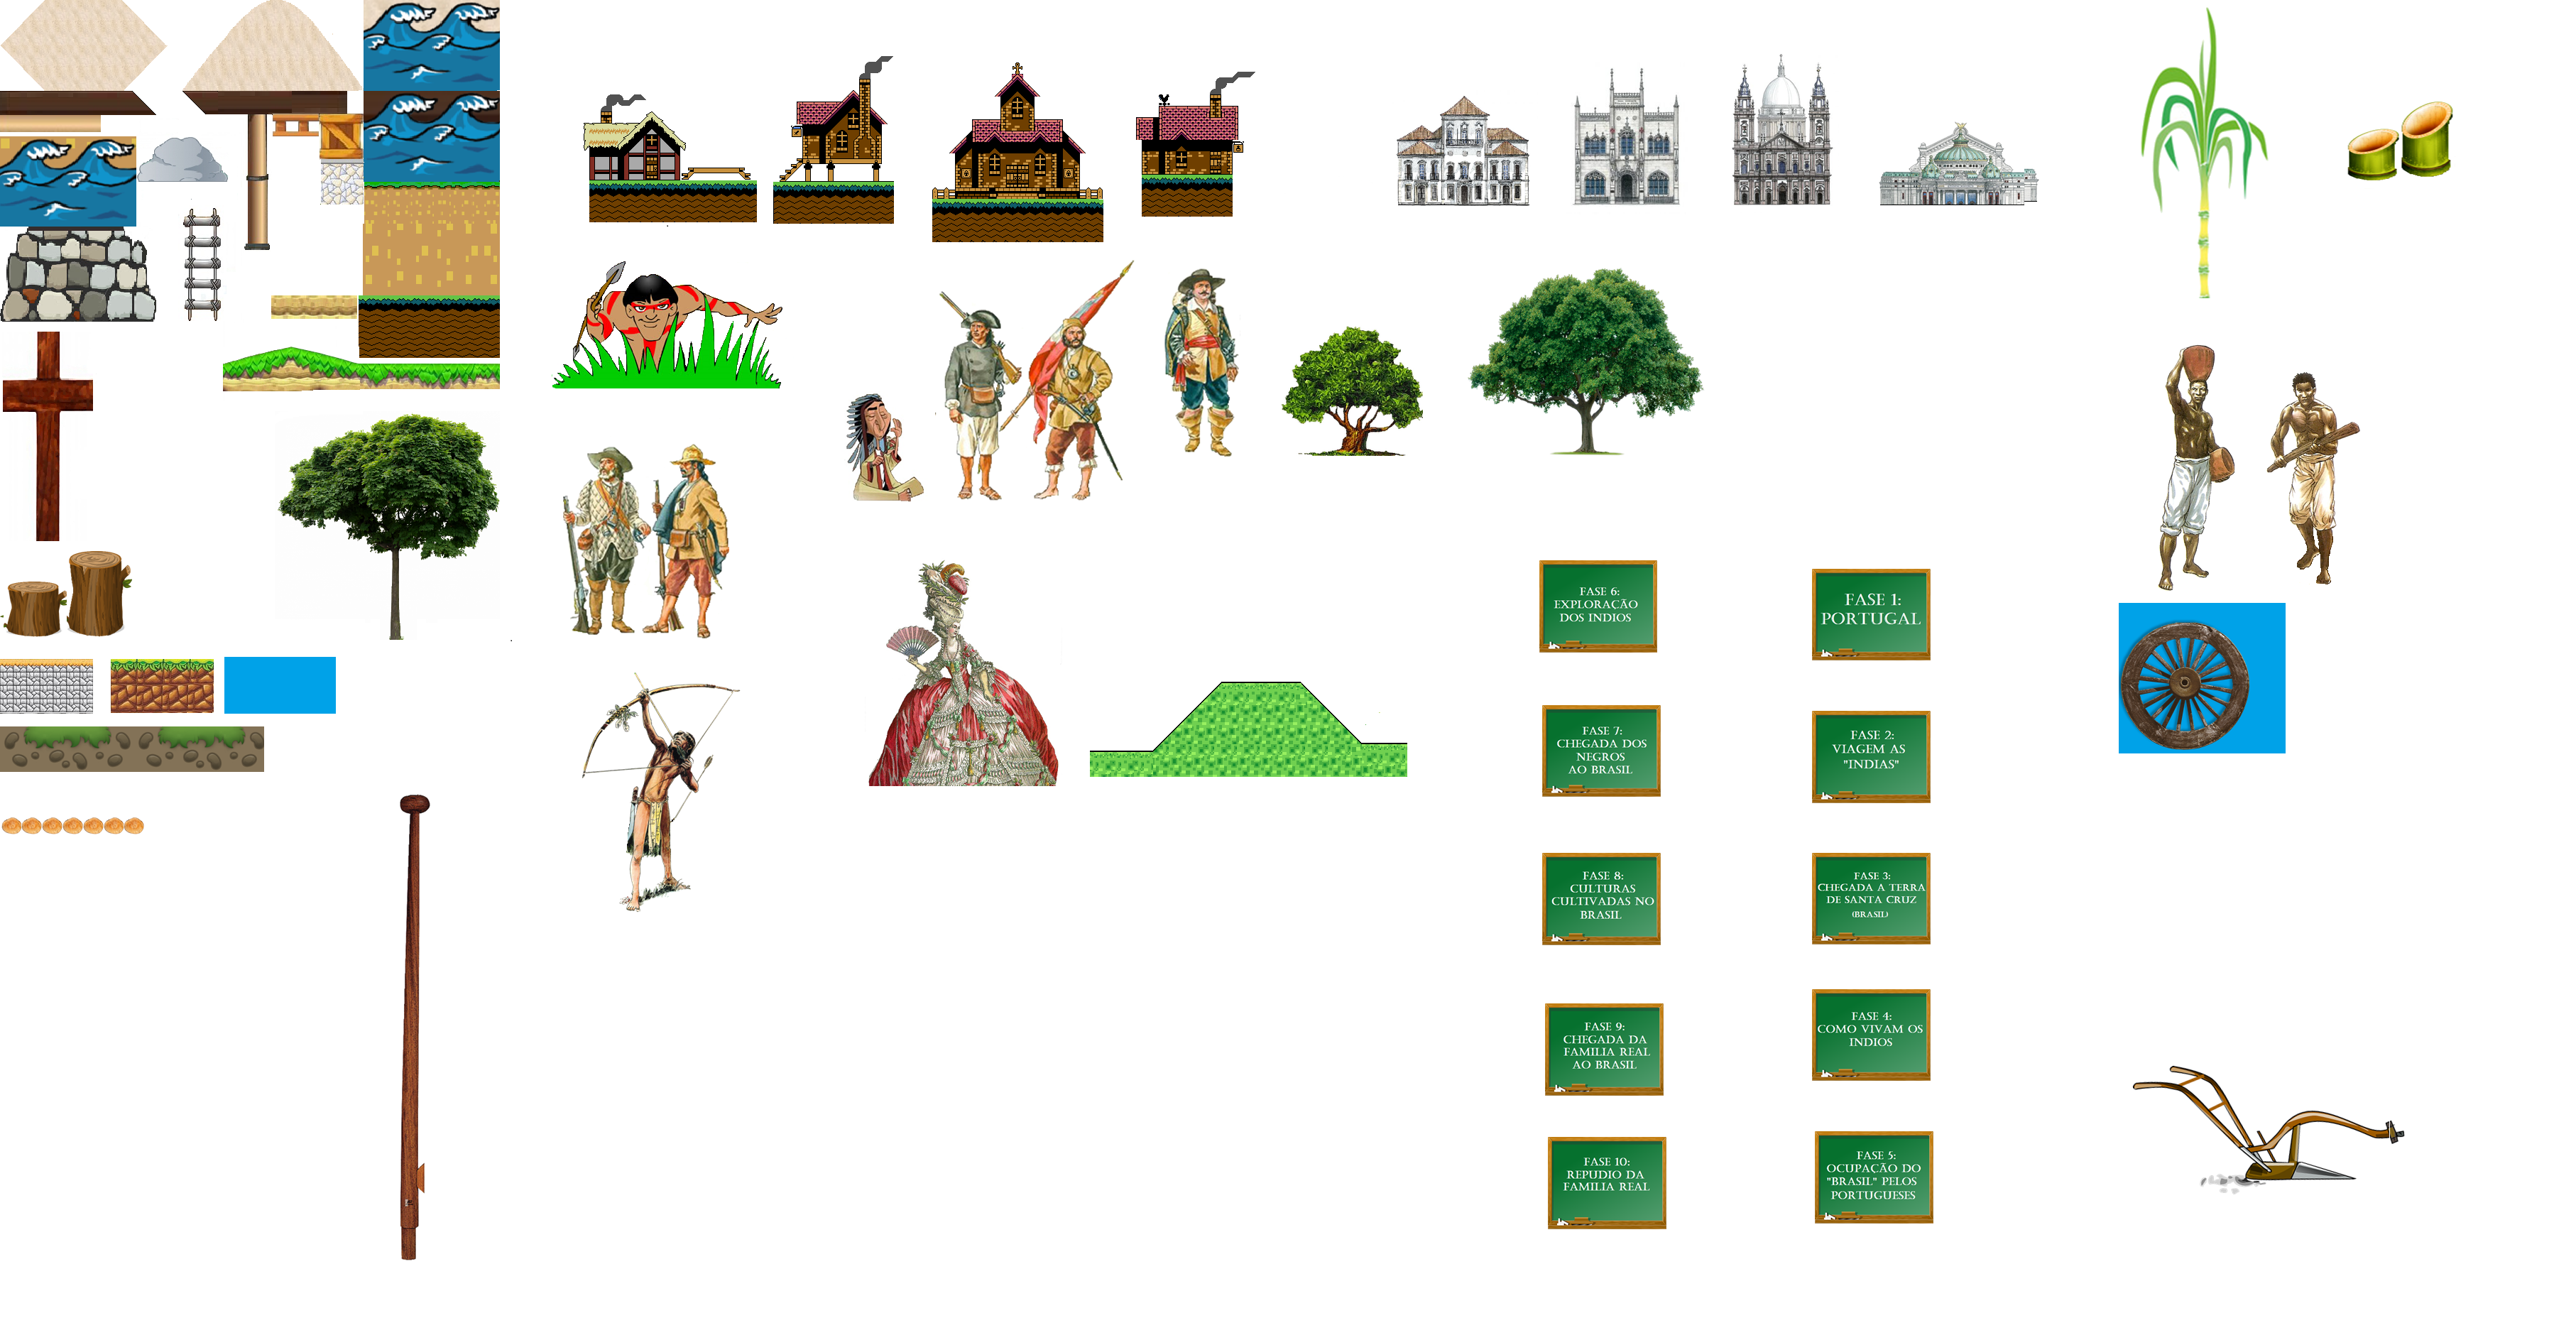 FASE 6:
EXPLORAÇÃO
DOS INDIOS
FASE 1:
PORTUGAL
FASE 7:
CHEGADA DOS
NEGROS
AO BRASIL
FASE 2:
VIAGEM AS
"INDIAS"
FASE 8:
CULTURAS
CULTIVADAS NO
BRASIL
FASE 3:
CHEGADA A TERRA
DE SANTA CRUZ
(BRASIL)
FASE 9:
CHEGADA DA
FAMILIA REAL
AO BRASIL
FASE 4:
COMO VIVAM OS
INDIOS
FASE 10:
REPUDIO DA
FAMILIA REAL
FASE 5:
OCUPAÇÃO DO
"BRASIL" PELOS
PORTUGUESES